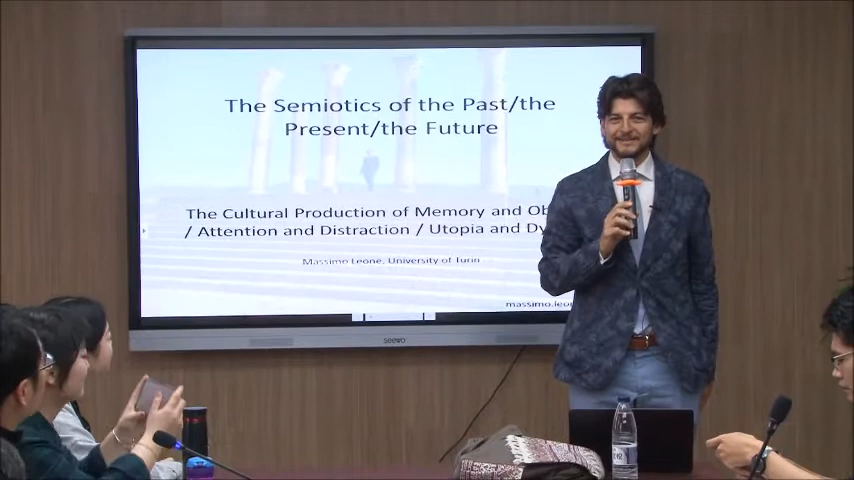 The Semiotics of the Past/the
Present/the Future
The Cultural Production of Memory and Ob
/ Attention and Distraction / Utopia and Dy
Massimo Leone, University of Turin
massimo.leon
seewo